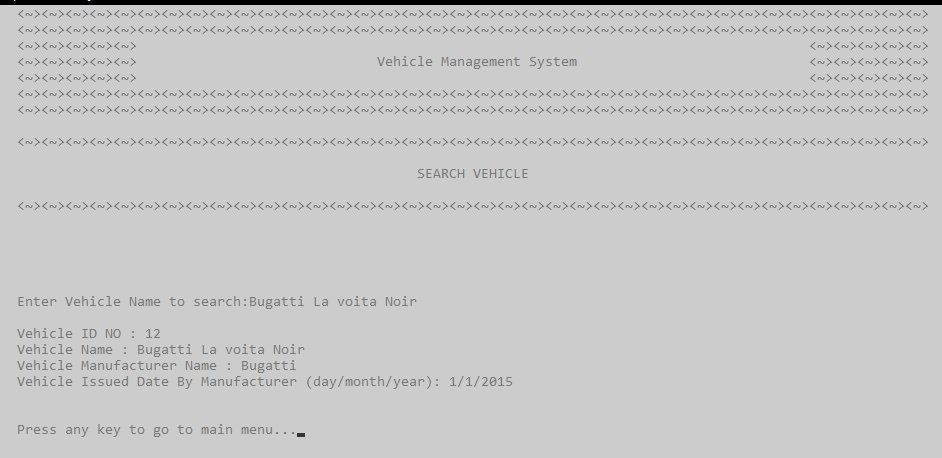 <~><~><~><~><~><~><~><~><~><~><~><~><~><~><~><~><~><~><~><~><~><~><~><~><~><~><~><~><~><~><~><~><~><~><~><~><~><~>
<~><~><~><~><~><~><~><~><~><~><~><~><~><~><~><~><~><~><~><~><~><~><~><~><~><~><~><~><~><~><~><~><~><~><~><~><~><~>
<~><~><~><~><~> <~><~><~><~><~>
<~><~><~><~><~> Vehicle Management System <~><~><~><~><~>
<~><~><~><~><~> <~><~><~><~><~>
<~><~><~><~><~><~><~><~><~><~><~><~><~><~><~><~><~><~><~><~><~><~><~><~><~><~><~><~><~><~><~><~><~><~><~><~><~><~>
<~><~><~><~><~><~><~><~><~><~><~><~><~><~><~><~><~><~><~><~><~><~><~><~><~><~><~><~><~><~><~><~><~><~><~><~><~><~>
<~><~><~><~><~><~><~><~><~><~><~><~><~><~><~><~><~><~><~><~><~><~><~><~><~><~><~><~><~><~><~><~><~><~><~><~><~><~>
SEARCH VEHICLE
<~><~><~><~><~><~><~><~><~><~><~><~><~><~><~><~><~><~><~><~><~><~><~><~><~><~><~><~><~><~><~><~><~><~><~><~><~><~>
Enter Vehicle Name to search:Bugatti La voita Noir
Vehicle ID NO : 12
Vehicle Name : Bugatti La voita Noir
Vehicle Manufacturer Name : Bugatti
Vehicle Issued Date By Manufacturer (day/month/year): 1/1/2015
Press any key to go to main menu...